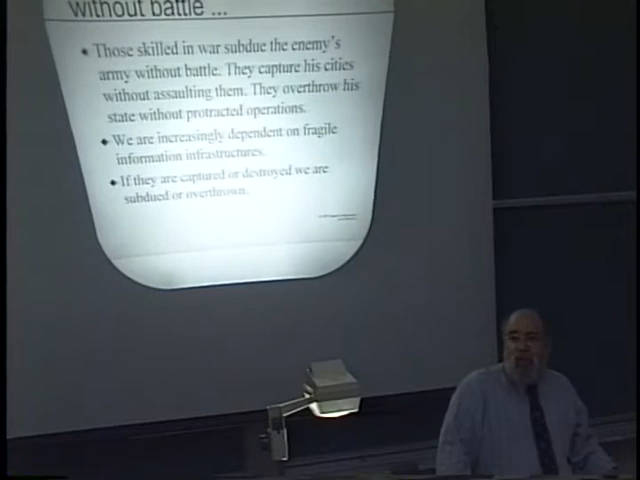 without battle ...
• Those skilled in war subdue the enemy's
army without battle. They capture his cities
without assaulting them. They overthrow his
state without protracted operations.
◆ We are increasingly dependent on fragile
information infrastructures.
◆ If they are captured or destroyed we are
subdued or overthrown.